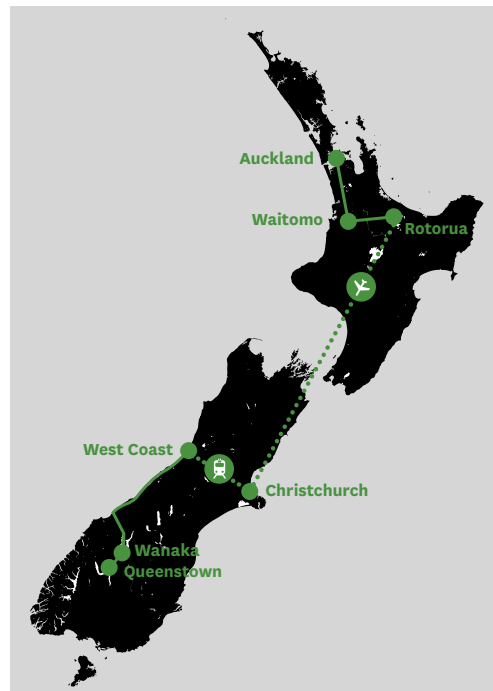 Auckland
Waitomo
Rotorua
West Coast
Christchurch
Wanaka
Queenstown